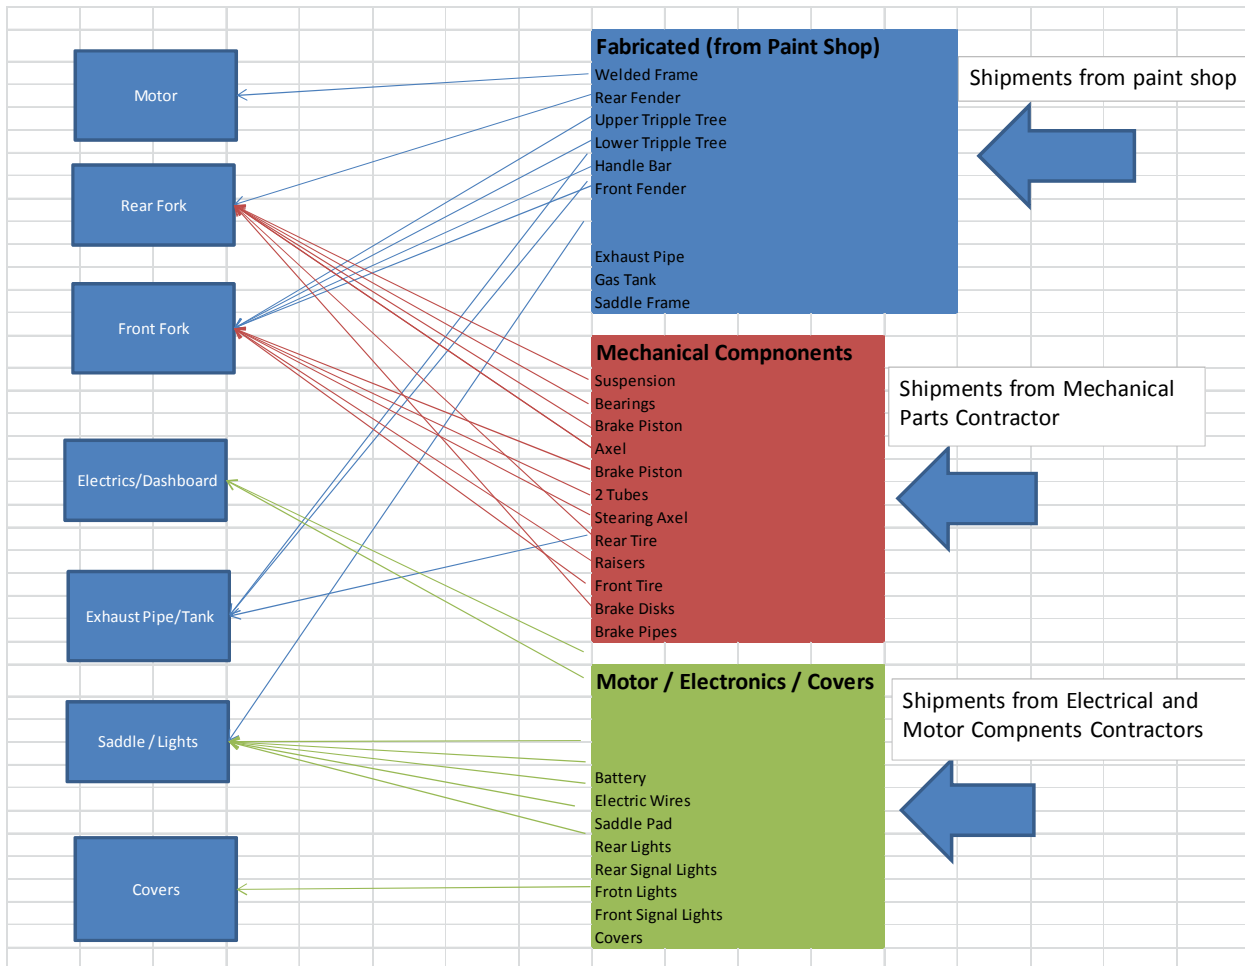 Motor
Rear Fork
Front Fork
Electrics/Dashboard
Exhaust Pipe/Tank
Saddle / Lights
Covers
Fabricated (from Paint Shop)
Welded Frame
Rear Fender
Upper Tripple Tree
Lower Tripple Tree
Handle Bar
Front Fender
Exhaust Pipe
Gas Tank
Saddle Frame
Mechanical Compnonents
Suspension
Bearings
Brake Piston
Axel
Brake Piston
2 Tubes
Stearing Axel
Rear Tire
Raisers
Front Tire
Brake Disks
Brake Pipes
Motor / Electronics / Covers
Battery
Electric Wires
Saddle Pad
Rear Lights
Rear Signal Lights
Frotn Lights
Front Signal Lights
Covers
Shipments from paint shop
Shipments from Mechanical
Parts Contractor
Shipments from Electrical and
Motor Compnents Contractors